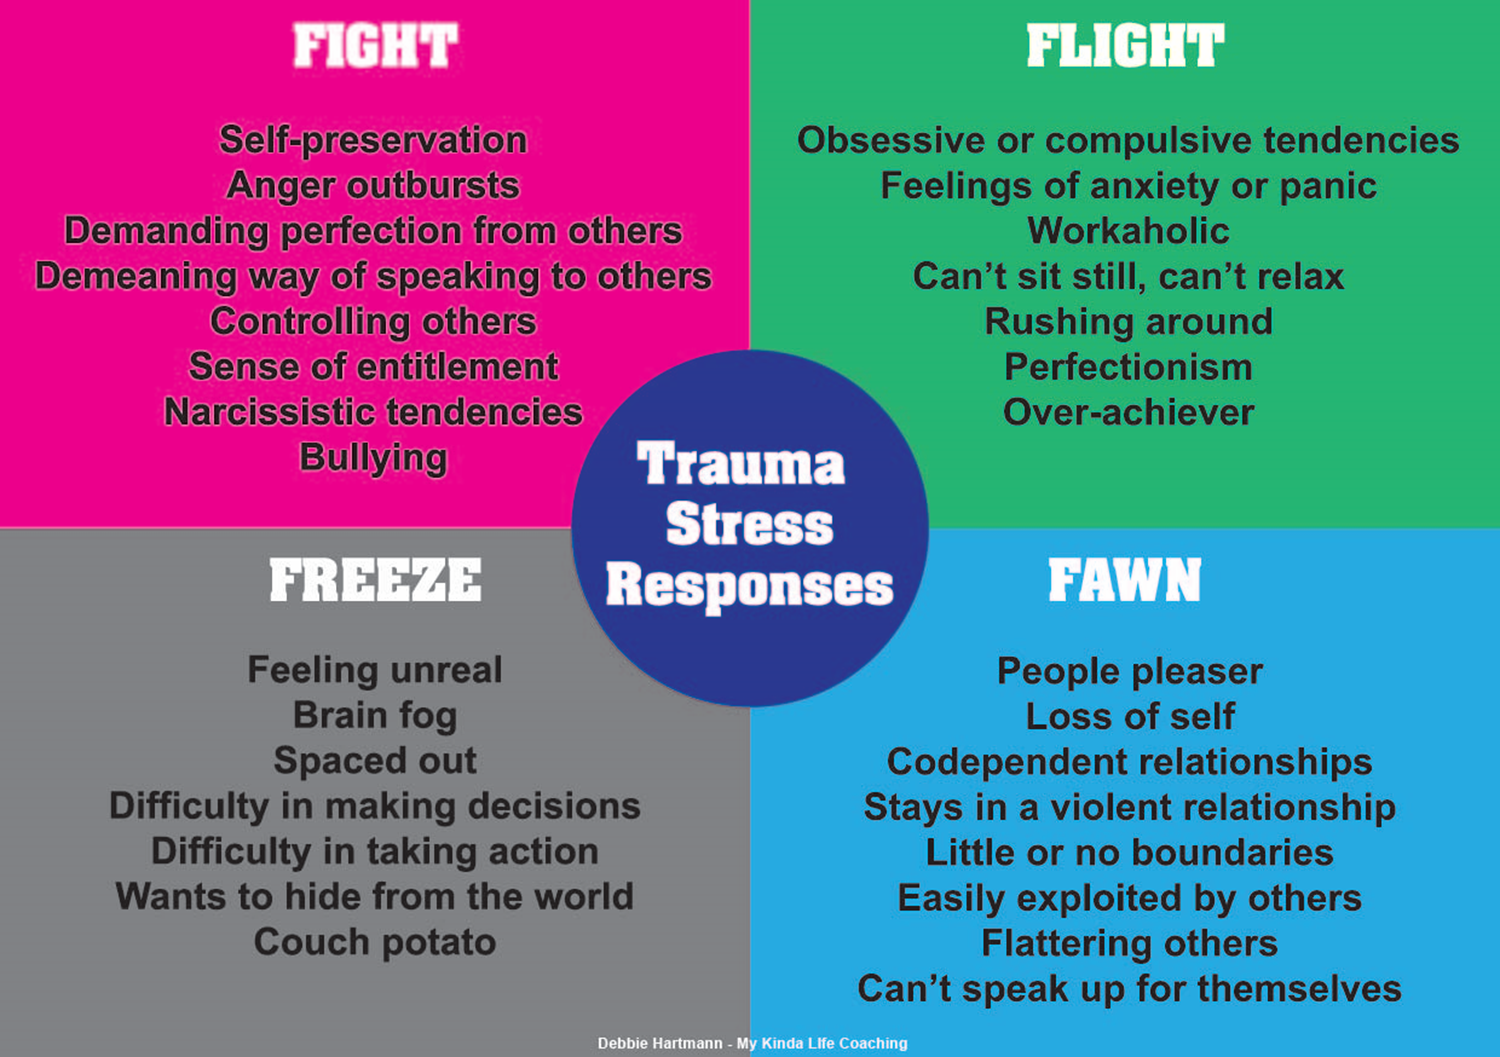 FIGHT
Self-preservation
Anger outbursts
Demanding perfection from others
Demeaning way of speaking to others
Controlling others
Sense of entitlement
Narcissistic tendencies
Bullying
FLIGHT
Obsessive or compulsive tendencies
Feelings of anxiety or panic
Workaholic
Can’t sit still, can’t relax
Rushing around
Perfectionism
Over-achiever
Trauma
Stress
Responses
FREEZE
Feeling unreal
Brain fog
Spaced out
Difficulty in making decisions
Difficulty in taking action
Wants to hide from the world
Couch potato
FAWN
People pleaser
Loss of self
Codependent relationships
Stays in a violent relationship
Little or no boundaries
Easily exploited by others
Flattering others
Can’t speak up for themselves
Debbie Hartmann - My Kinda LIfe Coaching